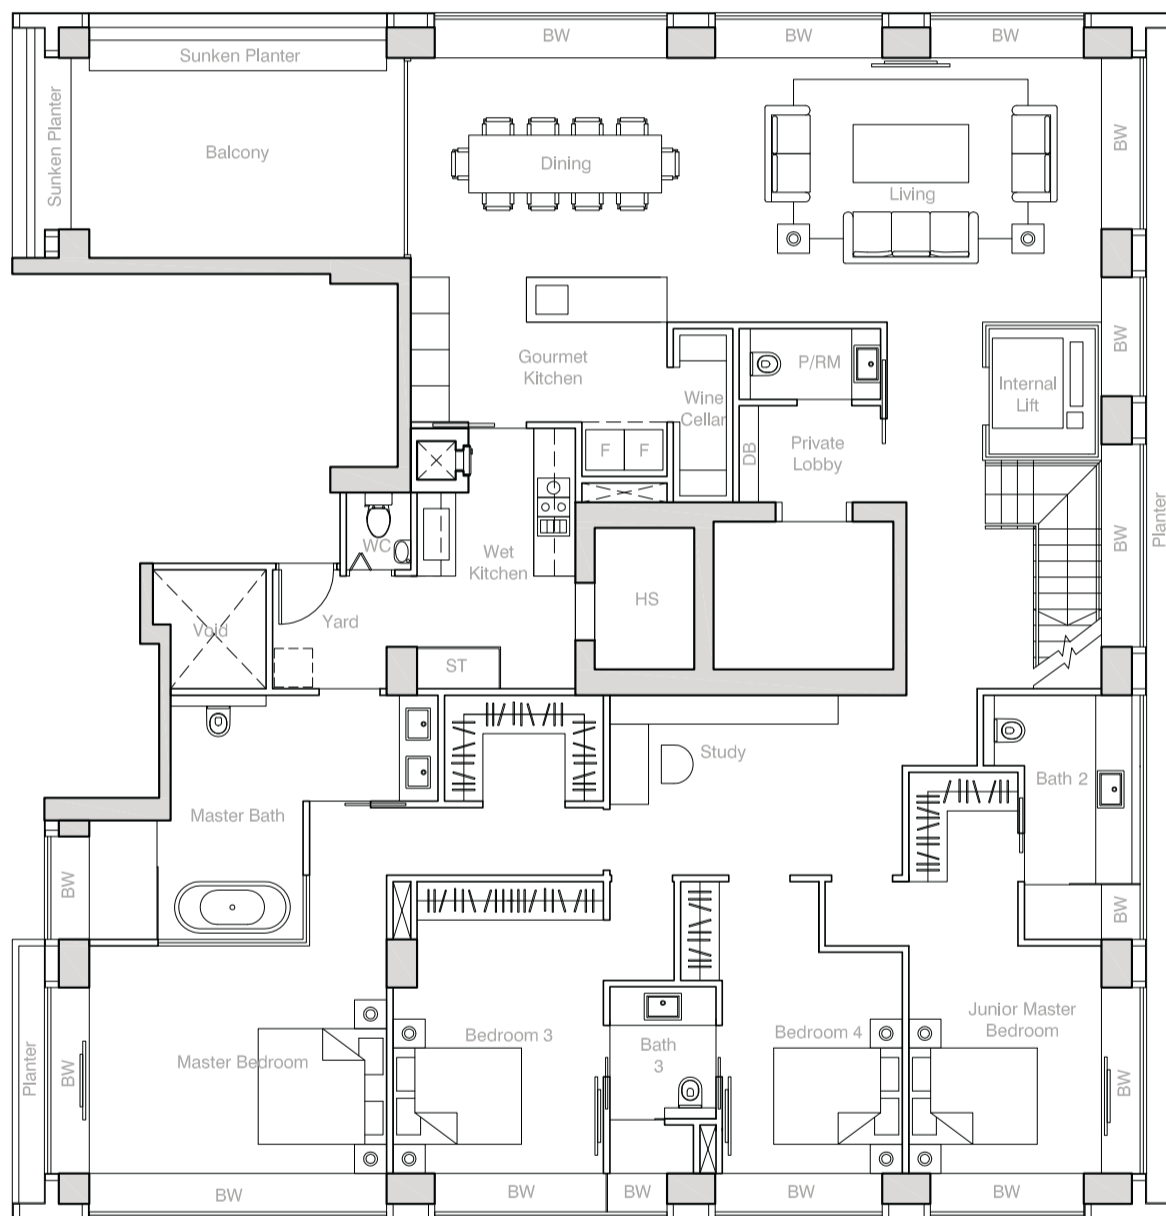 BW
BW
BW
Sunken Planter
Sunken Planter
Balcony
Dining
Living
BW
Gourmet
Kitchen
Wine
Cellar
P/RM
Internal
Lift
BW
F
F
DB
Private
Lobby
WC
Wet
Kitchen
HS
BW
Planter
Void
Yard
ST
Study
Bath 2
Master Bath
BW
BW
Master Bedroom
Bedroom 3
Bath
3
Bedroom 4
Junior Master
Bedroom
Planter
BW
BW
BW
BW
BW
BW
BW